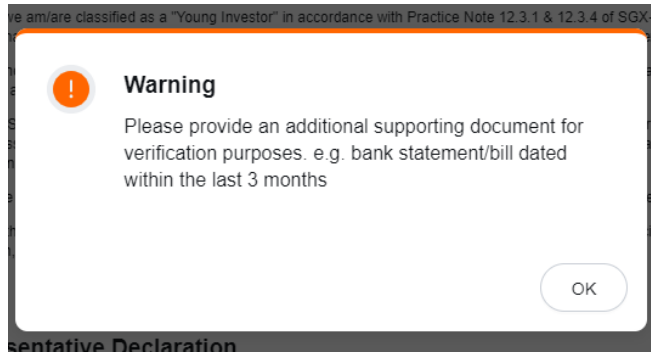 ve am/are classified as a "Young Investor" in accordance with Practice Note 12.3.1 & 12.3.4 of SGX-
Warning
Please provide an additional supporting document for
verification purposes. e.g. bank statement/bill dated
within the last 3 months
OK
sentative Declaration